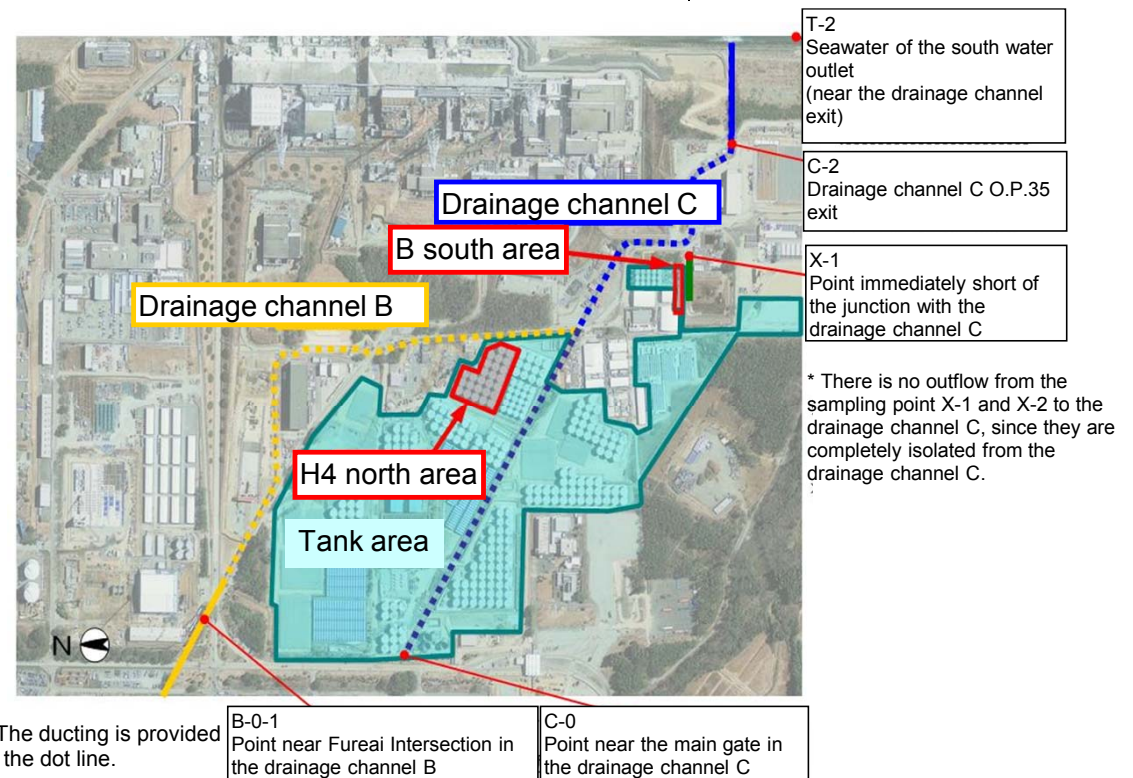 T-2
Seawater of the south water
outlet
(near the drainage channel
exit)
C-2
Drainage channel C O.P.35
exit
Drainage channel C
B south area
X-1
Point immediately short of
the junction with the
drainage channel C
Drainage channel B
* There is no outflow from the
sampling point X-1 and X-2 to the
drainage channel C, since they are
completely isolated from the
drainage channel C.
H4 north area
Tank area
N
The ducting is provided
the dot line.
B-0-1
Point near Fureai Intersection in
the drainage channel B
C-0
Point near the main gate in
the drainage channel C